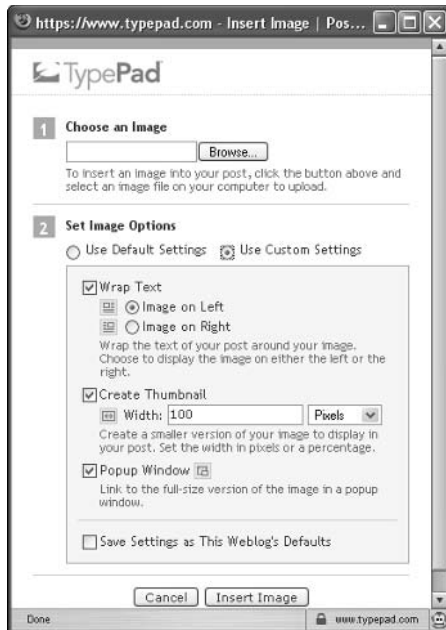 https://www.typepad.com - Insert Image | Pos...
TypePad
1 Choose an Image
Browse...
To insert an image into your post, click the button above and
select an image file on your computer to upload.
2 Set Image Options
Use Default Settings Use Custom Settings
Wrap Text
Image on Left
Image on Right
Wrap the text of your post around your image.
Choose to display the image on either the left or the
right.
Create Thumbnail
Width: 100 Pixels
Create a smaller version of your image to display in
your post. Set the width in pixels or a percentage.
Popup Window
Link to the full-size version of the image in a popup
window.
Save Settings as This Weblog's Defaults
Cancel Insert Image
Done www.typepad.com